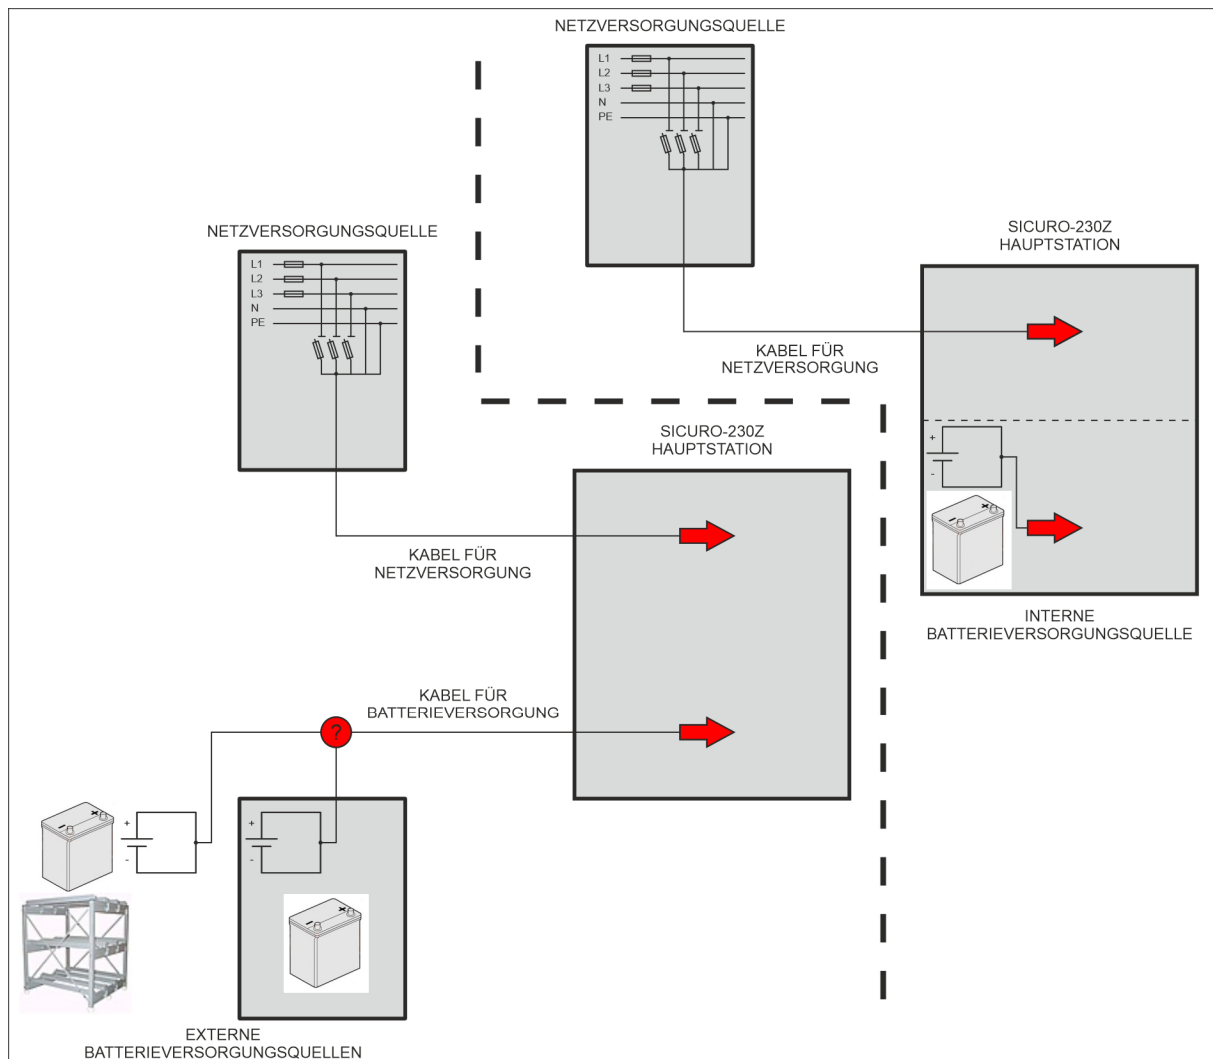 NETZVERSORGUNGSQUELLE
L1
L2
L3
N
PE
NETZVERSORGUNGSQUELLE
L1
L2
L3
N
PE
SICURO-230Z
HAUPTSTATION
KABEL FÜR
NETZVERSORGUNG
+
-
INTERNE
BATTERIEVERSORGUNGSQUELLE
SICURO-230Z
HAUPTSTATION
KABEL FÜR
NETZVERSORGUNG
KABEL FÜR
BATTERIEVERSORGUNG
?
+
-
+
-
EXTERNE
BATTERIEVERSORGUNGSQUELLEN